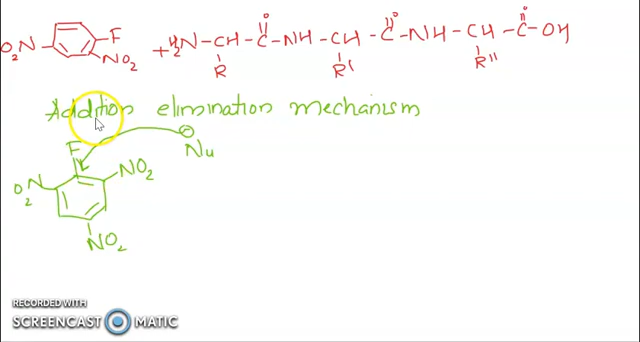 O₂N F NO₂ + H₂N – CH – C – NH – CH – C – NH – CH – C – OH
O O O
R R' R''
Addition elimination mechanism
F Nu
O₂N NO₂
NO₂
RECORDED WITH
SCREENCAST MATIC